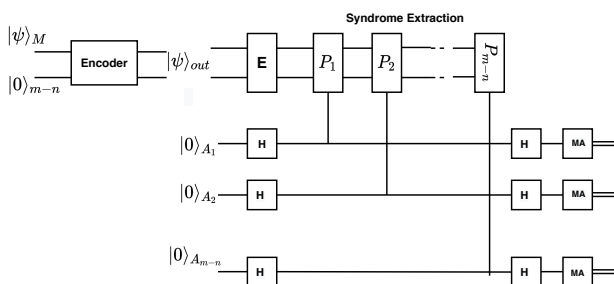 Syndrome Extraction
|ψ⟩_M
|0⟩_{m-n}
Encoder
|ψ⟩_{out}
E
P_1
P_2
P_{m-n}
|0⟩_{A_1}
H
H
MA
|0⟩_{A_2}
H
H
MA
|0⟩_{A_{m-n}}
H
H
MA